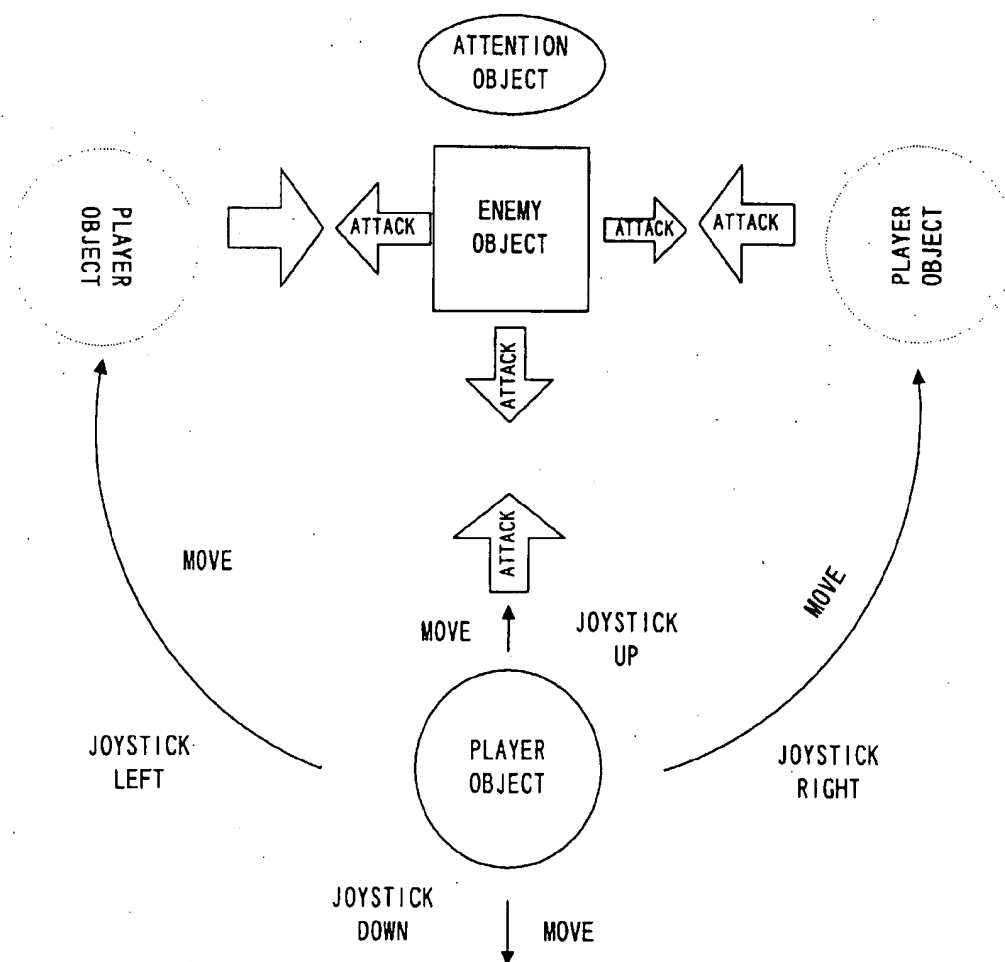 ATTENTION
OBJECT
PLAYER
OBJECT
ATTACK
ENEMY
OBJECT
ATTACK
ATTACK
PLAYER
OBJECT
ATTACK
ATTACK
MOVE
MOVE
MOVE
JOYSTICK
UP
JOYSTICK
LEFT
PLAYER
OBJECT
JOYSTICK
RIGHT
JOYSTICK
DOWN
MOVE